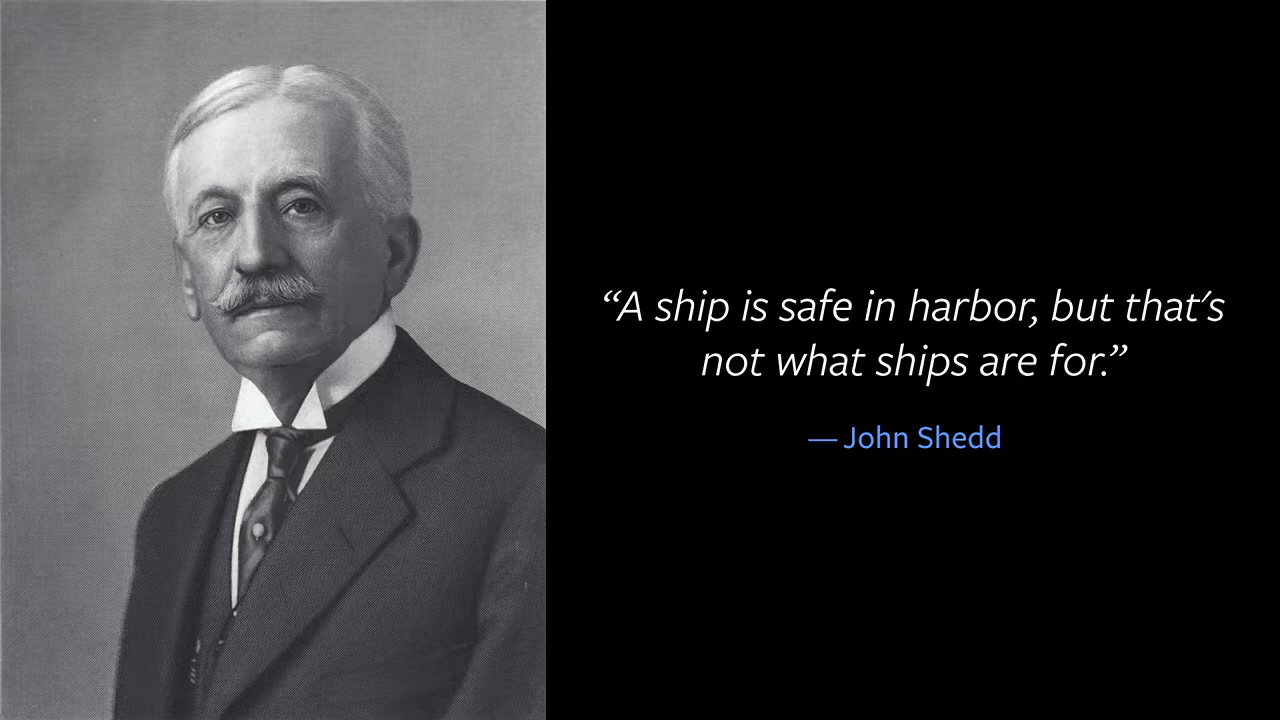 “A ship is safe in harbor, but that's
not what ships are for.”
— John Shedd